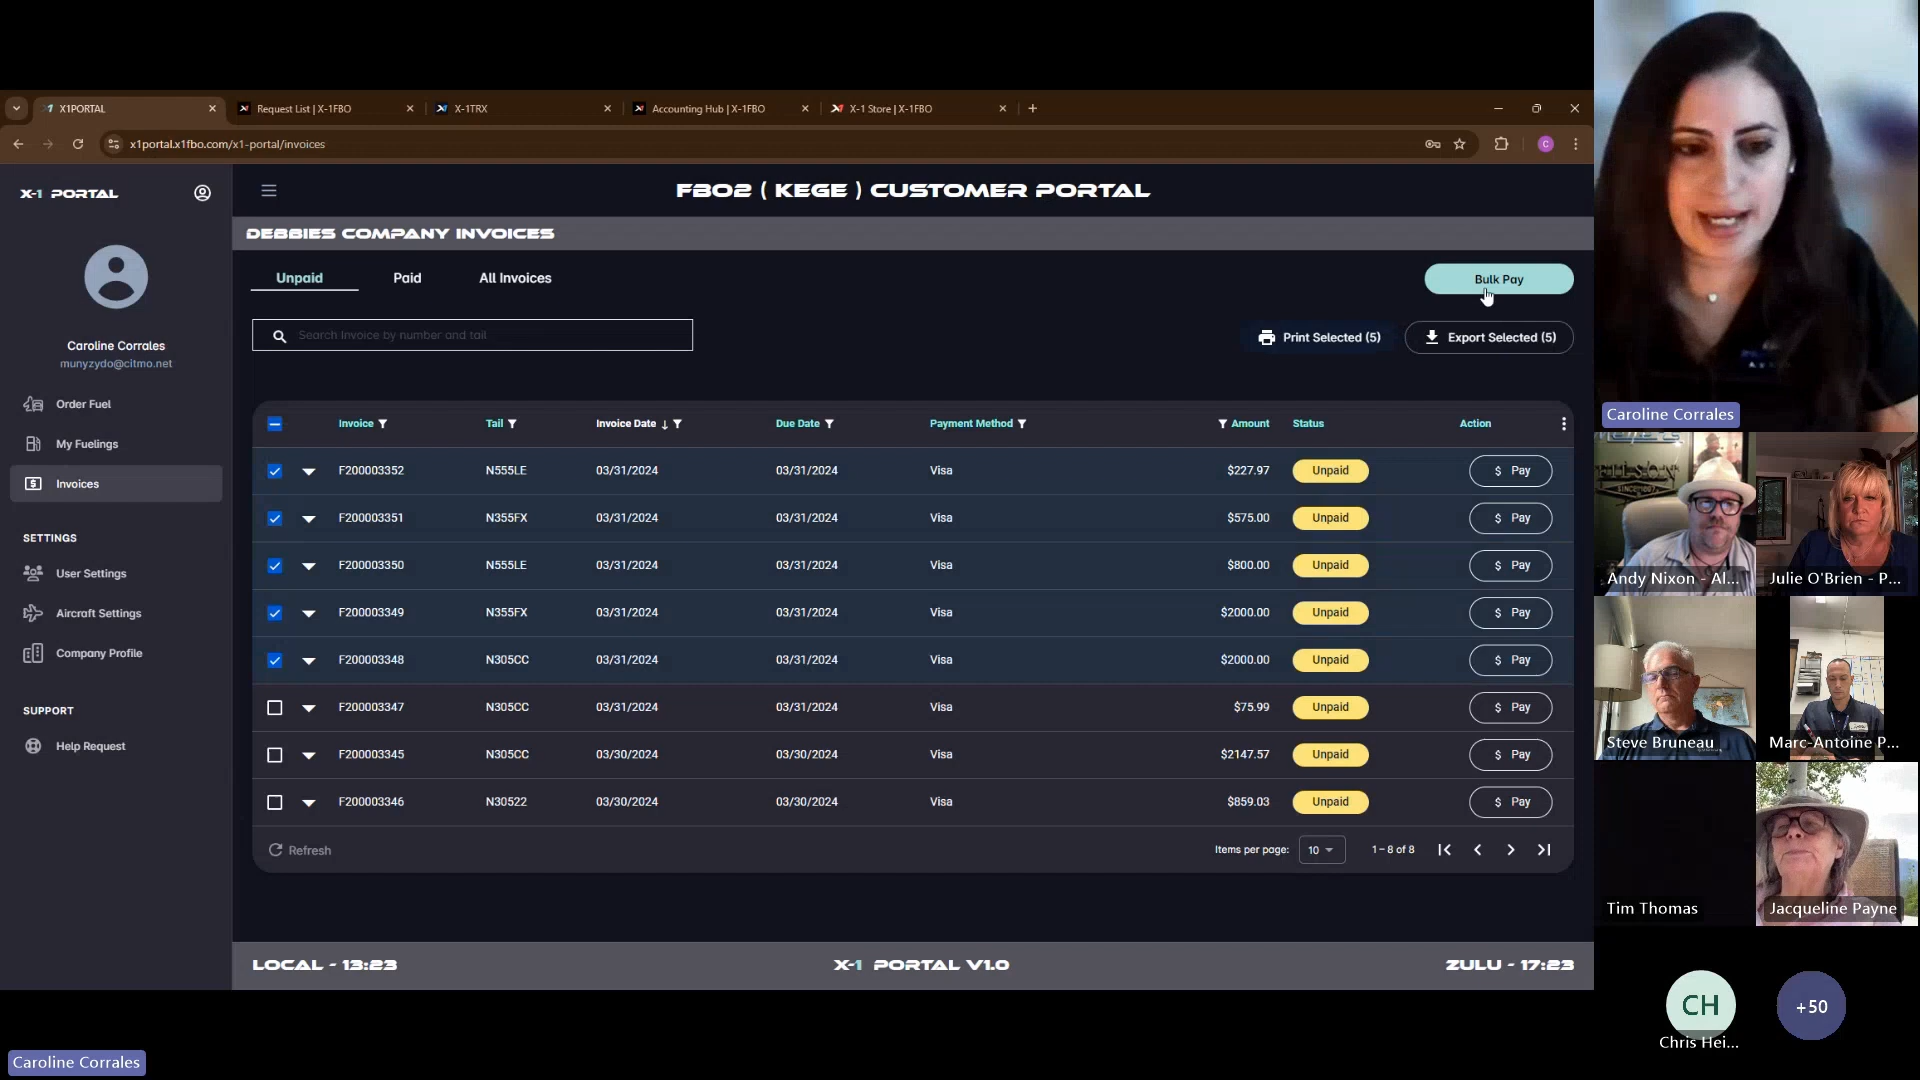 X1PORTAL
Request List | X-1FBO
X-1TRX
Accounting Hub | X-1FBO
X-1 Store | X-1FBO
x1portal.x1fbo.com/x1-portal/invoices
C
X-1 PORTAL
FBO2 ( KEGE ) CUSTOMER PORTAL
DEBBIES COMPANY INVOICES
Unpaid Paid All Invoices
Bulk Pay
Search Invoice by number and tail
Print Selected (5)
Export Selected (5)
Caroline Corrales
munyzydo@citmo.net
Order Fuel
My Fuelings
Invoices
SETTINGS
User Settings
Aircraft Settings
Company Profile
SUPPORT
Help Request
Invoice Tail Invoice Date Due Date Payment Method Amount Status Action
F200003352 N555LE 03/31/2024 03/31/2024 Visa $227.97 Unpaid $ Pay
F200003351 N355FX 03/31/2024 03/31/2024 Visa $575.00 Unpaid $ Pay
F200003350 N555LE 03/31/2024 03/31/2024 Visa $800.00 Unpaid $ Pay
F200003349 N355FX 03/31/2024 03/31/2024 Visa $2000.00 Unpaid $ Pay
F200003348 N305CC 03/31/2024 03/31/2024 Visa $2000.00 Unpaid $ Pay
F200003347 N305CC 03/31/2024 03/31/2024 Visa $75.99 Unpaid $ Pay
F200003345 N305CC 03/30/2024 03/30/2024 Visa $2147.57 Unpaid $ Pay
F200003346 N30522 03/30/2024 03/30/2024 Visa $859.03 Unpaid $ Pay
Refresh
Items per page: 10 1 – 8 of 8
LOCAL - 13:23
X-1 PORTAL V1.0
ZULU - 17:23
Caroline Corrales
Caroline Corrales
Andy Nixon - Al...
Julie O'Brien - P...
Steve Bruneau
Marc-Antoine P...
Tim Thomas
Jacqueline Payne
CH
Chris Hei...
+50